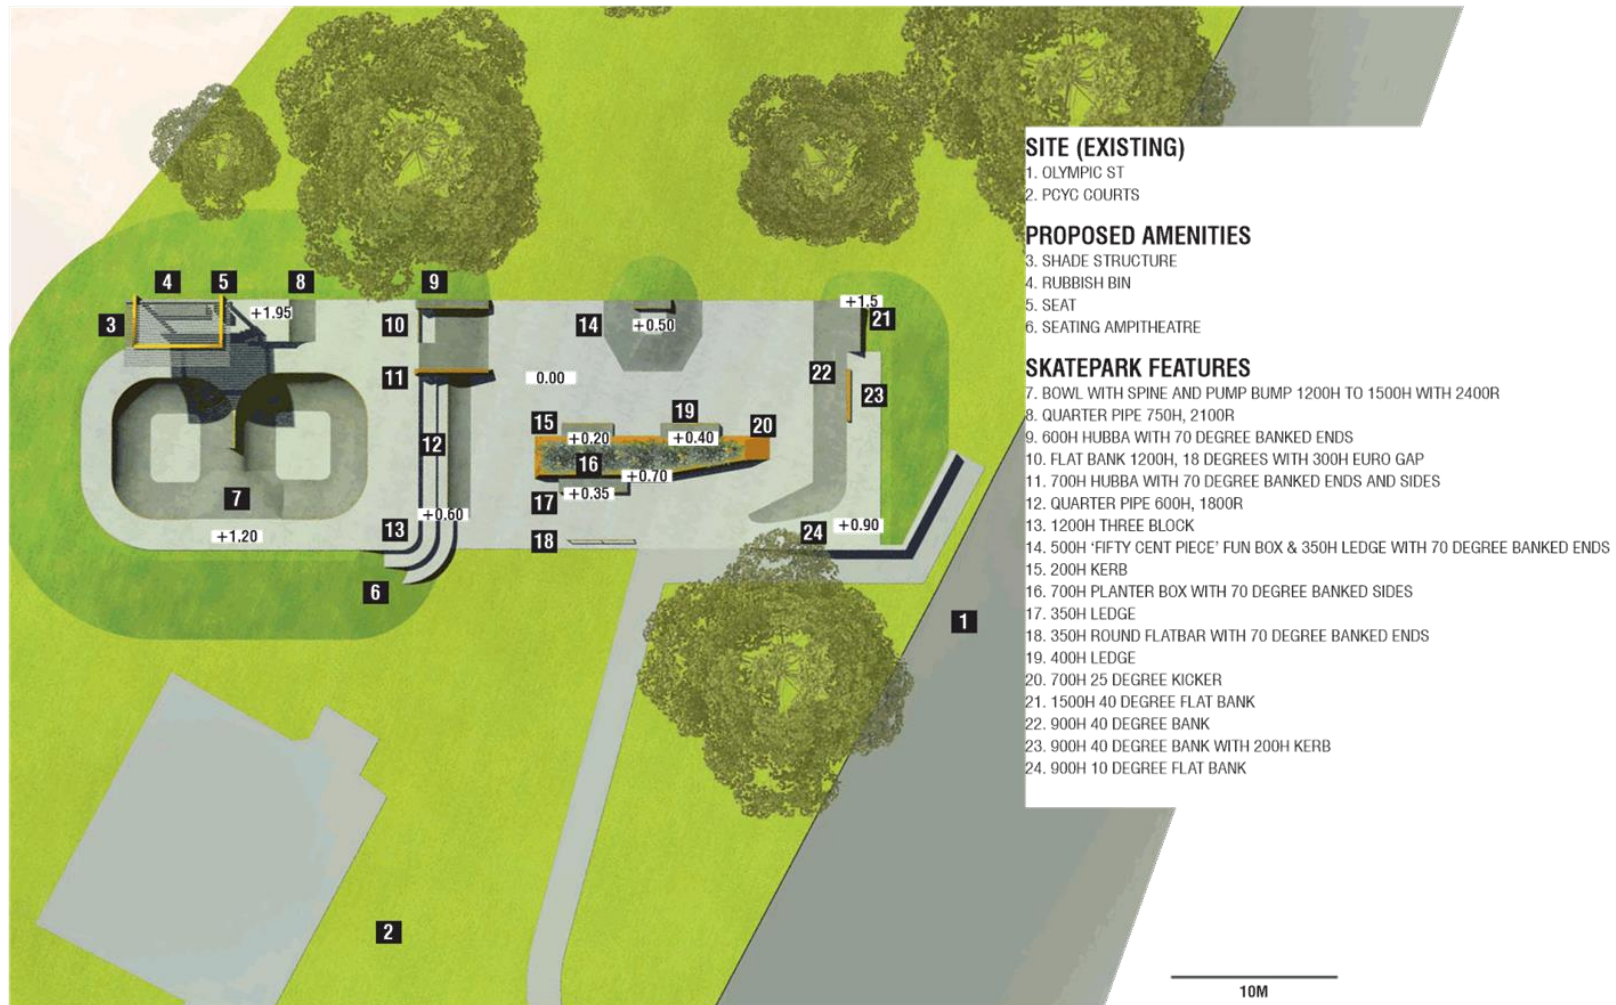 4
5
8
9
3
+1.95
10
14
+0.50
+1.5
21
11
0.00
22
23
15
19
20
+0.20
+0.40
12
16
+0.70
7
17
+0.35
+0.60
+1.20
13
18
24
+0.90
6
1
2
SITE (EXISTING)
1. OLYMPIC ST
2. PCYC COURTS
PROPOSED AMENITIES
3. SHADE STRUCTURE
4. RUBBISH BIN
5. SEAT
6. SEATING AMPITHEATRE
SKATEPARK FEATURES
7. BOWL WITH SPINE AND PUMP BUMP 1200H TO 1500H WITH 2400R
8. QUARTER PIPE 750H, 2100R
9. 600H HUBBA WITH 70 DEGREE BANKED ENDS
10. FLAT BANK 1200H, 18 DEGREES WITH 300H EURO GAP
11. 700H HUBBA WITH 70 DEGREE BANKED ENDS AND SIDES
12. QUARTER PIPE 600H, 1800R
13. 1200H THREE BLOCK
14. 500H ‘FIFTY CENT PIECE’ FUN BOX & 350H LEDGE WITH 70 DEGREE BANKED ENDS
15. 200H KERB
16. 700H PLANTER BOX WITH 70 DEGREE BANKED SIDES
17. 350H LEDGE
18. 350H ROUND FLATBAR WITH 70 DEGREE BANKED ENDS
19. 400H LEDGE
20. 700H 25 DEGREE KICKER
21. 1500H 40 DEGREE FLAT BANK
22. 900H 40 DEGREE BANK
23. 900H 40 DEGREE BANK WITH 200H KERB
24. 900H 10 DEGREE FLAT BANK
10M